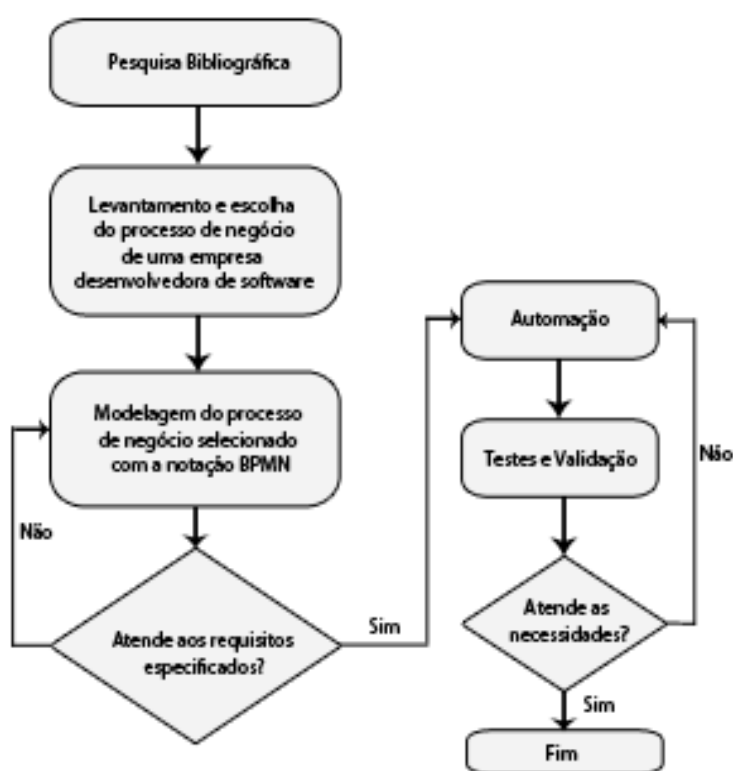 Pesquisa Bibliográfica
Levantamento e escolha
do processo de negócio
de uma empresa
desenvolvedora de software
Modelagem do processo
de negócio selecionado
com a notação BPMN
Não
Atende aos requisitos
especificados?
Sim
Automação
Testes e Validação
Não
Atende as
necessidades?
Sim
Fim